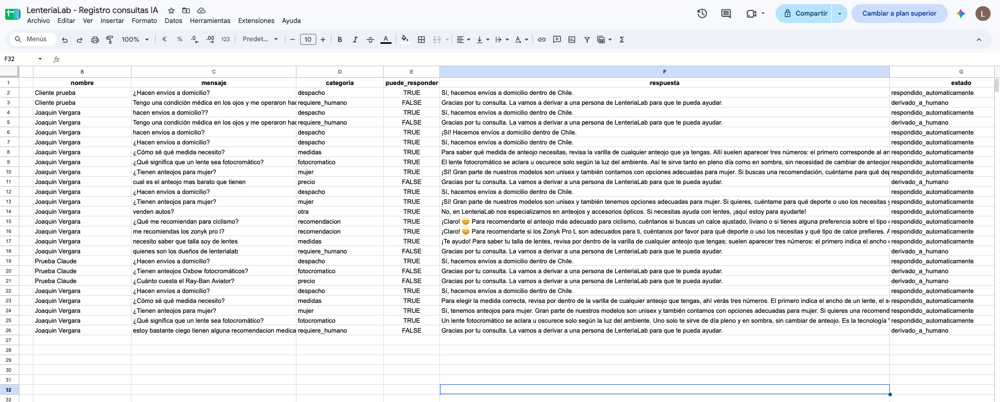 LenteriaLab - Registro consultas IA
Archivo Editar Ver Insertar Formato Datos Herramientas Extensiones Ayuda
Compartir
Cambiar a plan superior
L
Menús 100% € % .0 .00 123 Predet... − 10 + B I A Σ
F32 fx
B C D E F G
1 nombre mensaje categoria puede_responder respuesta estado
2 Cliente prueba ¿Hacen envíos a domicilio? despacho TRUE Sí, hacemos envíos a domicilio dentro de Chile. respondido_automaticamente
3 Cliente prueba Tengo una condición médica en los ojos y me operaron hac requiere_humano FALSE Gracias por tu consulta. La vamos a derivar a una persona de LenteriaLab para que te pueda ayudar. derivado_a_humano
4 Joaquin Vergara hacen envios a domicilio?? despacho TRUE Sí, hacemos envíos a domicilio dentro de Chile. respondido_automaticamente
5 Joaquin Vergara Tengo una condición médica en los ojos y me operaron hac requiere_humano FALSE Gracias por tu consulta. La vamos a derivar a una persona de LenteriaLab para que te pueda ayudar. derivado_a_humano
6 Joaquin Vergara hacen envios a domicilio? despacho TRUE ¡Sí! Hacemos envíos a domicilio dentro de Chile. respondido_automaticamente
7 Joaquin Vergara ¿Hacen envíos a domicilio? despacho TRUE Sí, hacemos envíos a domicilio dentro de Chile. respondido_automaticamente
8 Joaquin Vergara ¿Cómo sé qué medida necesito? medidas TRUE Para saber qué medida de anteojo necesitas, revisa la varilla de cualquier anteojo que ya tengas. Allí suelen aparecer tres números: el primero corresponde al an respondido_automaticamente
9 Joaquin Vergara ¿Qué significa que un lente sea fotocromático? fotocromatico TRUE El lente fotocromático se aclara u oscurece solo según la luz del ambiente. Así te sirve tanto en pleno día como en sombra, sin necesidad de cambiar de anteojos respondido_automaticamente
10 Joaquin Vergara ¿Tienen anteojos para mujer? mujer TRUE ¡Sí! Gran parte de nuestros modelos son unisex y también contamos con opciones adecuadas para mujer. Si buscas una recomendación, cuéntame para qué dep respondido_automaticamente
11 Joaquin Vergara cual es el anteojo mas barato que tienen precio FALSE Gracias por tu consulta. La vamos a derivar a una persona de LenteriaLab para que te pueda ayudar. derivado_a_humano
12 Joaquin Vergara ¿Hacen envíos a domicilio? despacho TRUE Sí, hacemos envíos a domicilio dentro de Chile. respondido_automaticamente
13 Joaquin Vergara ¿Tienen anteojos para mujer? mujer TRUE ¡Sí! Gran parte de nuestros modelos son unisex y también tenemos opciones adecuadas para mujer. Si quieres, cuéntame para qué deporte o uso los necesitas y respondido_automaticamente
14 Joaquin Vergara venden autos? otra TRUE No, en LenteriaLab nos especializamos en anteojos y accesorios ópticos. Si necesitas ayuda con lentes, ¡aquí estoy para ayudarte! respondido_automaticamente
15 Joaquin Vergara ¿Qué me recomiendan para ciclismo? recomendacion TRUE ¡Claro! 😊 Para recomendarte el anteojo más adecuado para ciclismo, cuéntanos si buscas un calce ajustado, liviano o si tienes alguna preferencia sobre el tipo respondido_automaticamente
16 Joaquin Vergara me recomiendas los zonyk pro l? recomendacion TRUE ¡Claro! 😊 Para recomendarte si los Zonyk Pro L son adecuados para ti, cuéntanos por favor para qué deporte o uso los necesitas y qué tipo de calce prefieres. A respondido_automaticamente
17 Joaquin Vergara necesito saber que talla soy de lentes medidas TRUE ¡Te ayudo! Para saber tu talla de lentes, revisa por dentro de la varilla de cualquier anteojo que tengas; suelen aparecer tres números: el primero indica el ancho respondido_automaticamente
18 Joaquin Vergara quienes son los dueños de lenterialab requiere_humano FALSE Gracias por tu consulta. La vamos a derivar a una persona de LenteriaLab para que te pueda ayudar. derivado_a_humano
19 Prueba Claude ¿Hacen envíos a domicilio? despacho TRUE Sí, hacemos envíos a domicilio dentro de Chile. respondido_automaticamente
20 Prueba Claude ¿Tienen anteojos Oxbow fotocromáticos? fotocromatico FALSE Gracias por tu consulta. La vamos a derivar a una persona de LenteriaLab para que te pueda ayudar. derivado_a_humano
21 Prueba Claude ¿Cuánto cuesta el Ray-Ban Aviator? precio FALSE Gracias por tu consulta. La vamos a derivar a una persona de LenteriaLab para que te pueda ayudar. derivado_a_humano
22 Joaquin Vergara ¿Hacen envíos a domicilio? despacho TRUE Sí, hacemos envíos a domicilio dentro de Chile. respondido_automaticamente
23 Joaquin Vergara ¿Cómo sé qué medida necesito? medidas TRUE Para elegir la medida correcta, revisa por dentro de la varilla de cualquier anteojo que tengas, ahí verás tres números. El primero indica el ancho de un lente, el s respondido_automaticamente
24 Joaquin Vergara ¿Tienen anteojos para mujer? mujer TRUE Sí, tenemos anteojos para mujer. Gran parte de nuestros modelos son unisex y también contamos con opciones adecuadas para mujer. Si quieres una recomend respondido_automaticamente
25 Joaquin Vergara ¿Qué significa que un lente sea fotocromático? fotocromatico TRUE Un lente fotocromático se aclara u oscurece solo según la luz del ambiente. Uno solo te sirve de día pleno y en sombra, sin cambiar de anteojo. Es la tecnología respondido_automaticamente
26 Joaquin Vergara estoy bastante ciego tienen alguna recomendacion medica requiere_humano FALSE Gracias por tu consulta. La vamos a derivar a una persona de LenteriaLab para que te pueda ayudar. derivado_a_humano
27
28
29
30
31
32
33